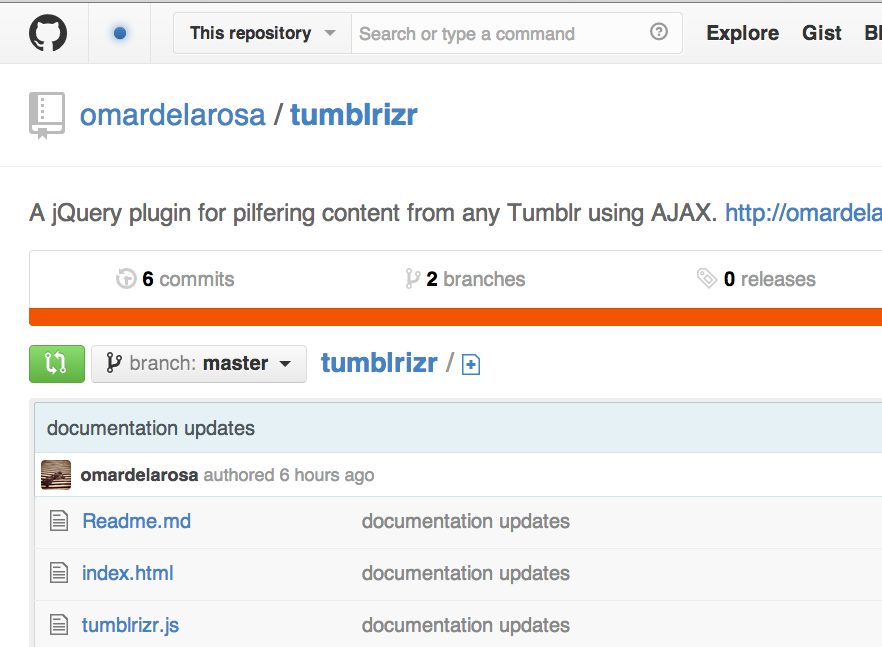 This repository Search or type a command Explore Gist Bl
omardelarosa / tumblrizr
A jQuery plugin for pilfering content from any Tumblr using AJAX. http://omardela
6 commits 2 branches 0 releases
branch: master tumblrizr /
documentation updates
omardelarosa authored 6 hours ago
Readme.md documentation updates
index.html documentation updates
tumblrizr.js documentation updates